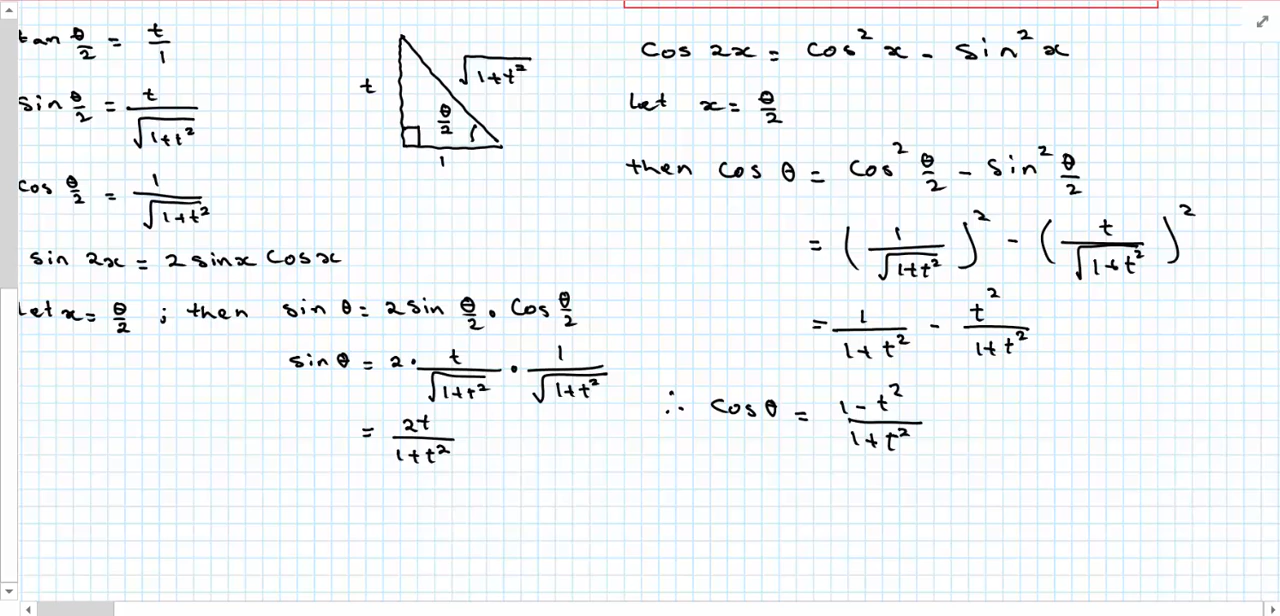 tan θ/2 = t/1
sin θ/2 = t/√(1+t²)
cos θ/2 = 1/√(1+t²)
t
√(1+t²)
θ/2
1
sin 2x = 2 sinx cosx
Let x = θ/2 ; then sin θ = 2 sin θ/2 · cos θ/2
sin θ = 2 · t/√(1+t²) · 1/√(1+t²)
= 2t/(1+t²)
Cos 2x = Cos² x - sin² x
Let x = θ/2
then Cos θ = Cos² θ/2 - sin² θ/2
= (1/√(1+t²))² - (t/√(1+t²))²
= 1/(1+t²) - t²/(1+t²)
∴ Cos θ = (1-t²)/(1+t²)